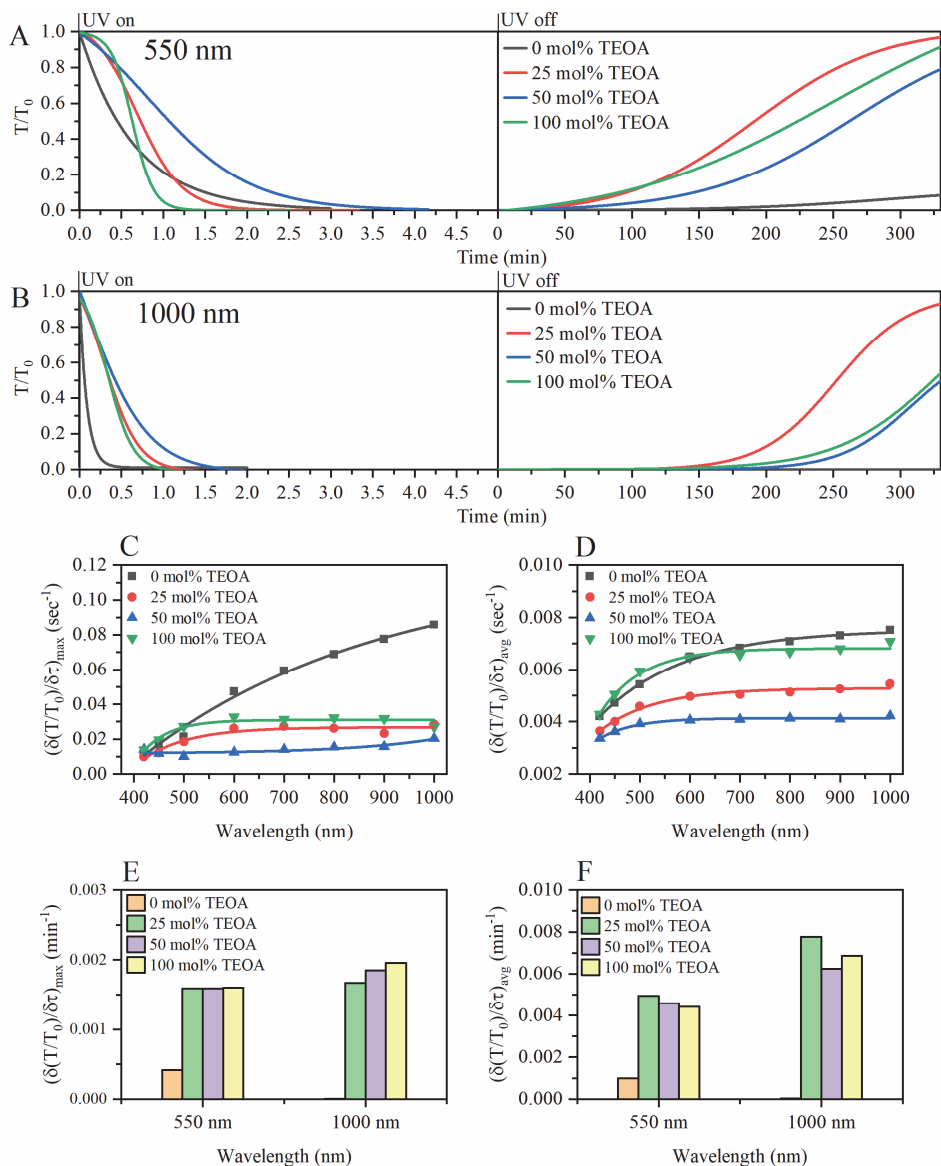 A
UV on
550 nm
UV off
0 mol% TEOA
25 mol% TEOA
50 mol% TEOA
100 mol% TEOA
T/T0
1.0
0.8
0.6
0.4
0.2
0.0
0.0 0.5 1.0 1.5 2.0 2.5 3.0 3.5 4.0 4.5 0 50 100 150 200 250 300
Time (min)
B
UV on
1000 nm
UV off
0 mol% TEOA
25 mol% TEOA
50 mol% TEOA
100 mol% TEOA
T/T0
1.0
0.8
0.6
0.4
0.2
0.0
0.0 0.5 1.0 1.5 2.0 2.5 3.0 3.5 4.0 4.5 0 50 100 150 200 250 300
Time (min)
C
0 mol% TEOA
25 mol% TEOA
50 mol% TEOA
100 mol% TEOA
(δ(T/T0)/δτ)max (sec-1)
0.12
0.10
0.08
0.06
0.04
0.02
0.00
400 500 600 700 800 900 1000
Wavelength (nm)
D
0 mol% TEOA
25 mol% TEOA
50 mol% TEOA
100 mol% TEOA
(δ(T/T0)/δτ)avg (sec-1)
0.010
0.008
0.006
0.004
0.002
400 500 600 700 800 900 1000
Wavelength (nm)
E
0 mol% TEOA
25 mol% TEOA
50 mol% TEOA
100 mol% TEOA
(δ(T/T0)/δτ)max (min-1)
0.003
0.002
0.001
0.000
550 nm 1000 nm
Wavelength (nm)
F
0 mol% TEOA
25 mol% TEOA
50 mol% TEOA
100 mol% TEOA
(δ(T/T0)/δτ)avg (min-1)
0.010
0.008
0.006
0.004
0.002
0.000
550 nm 1000 nm
Wavelength (nm)